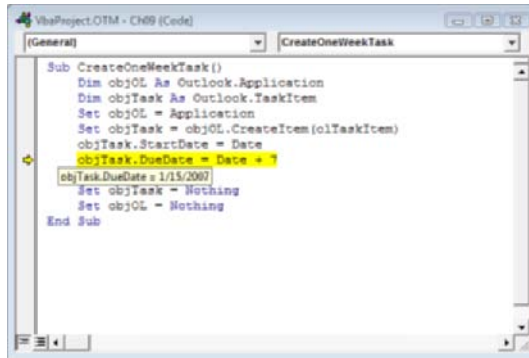 VbaProject.OTM - Ch09 (Code)
(General) CreateOneWeekTask
Sub CreateOneWeekTask()
Dim objOL As Outlook.Application
Dim objTask As Outlook.TaskItem
Set objOL = Application
Set objTask = objOL.CreateItem(olTaskItem)
objTask.StartDate = Date
objTask.DueDate = Date + 7
objTask.DueDate = 1/15/2007
Set objTask = Nothing
Set objOL = Nothing
End Sub